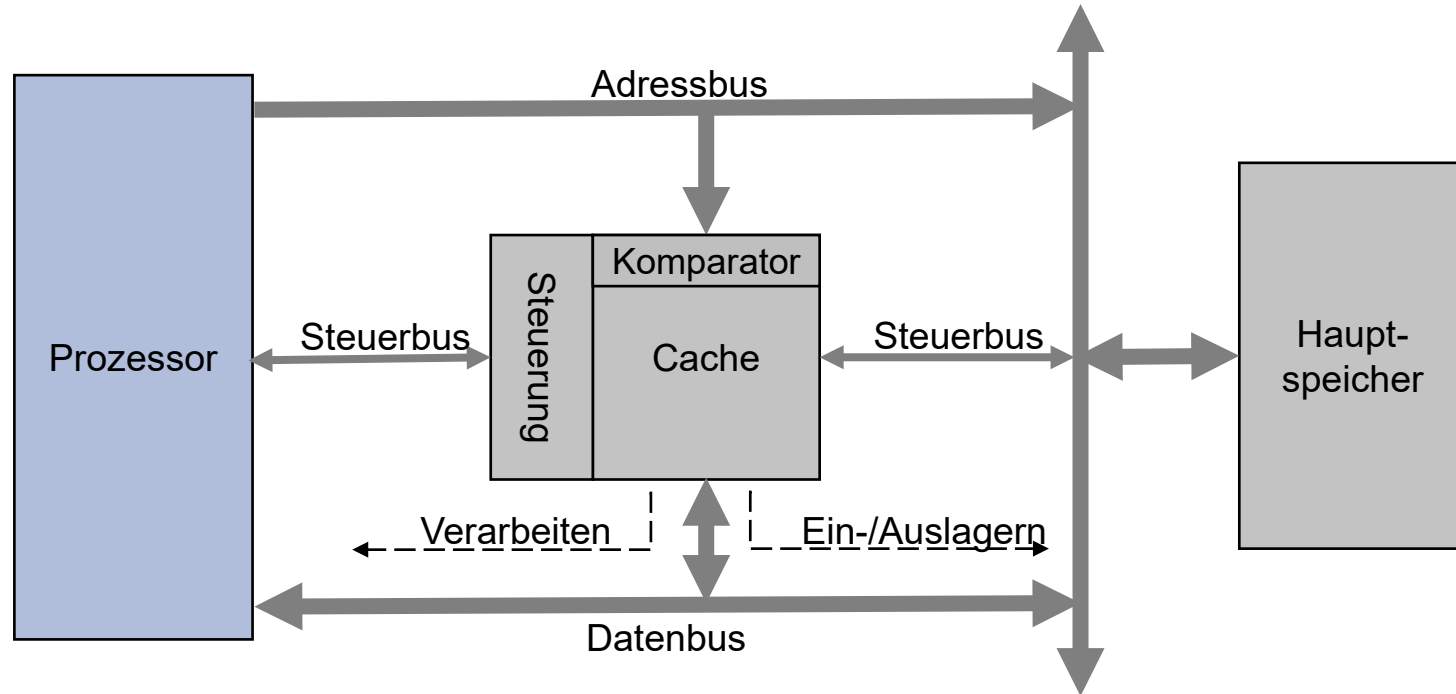 Adressbus
Komparator
Steuerung
Steuerbus
Steuerbus
Prozessor
Cache
Haupt-
speicher
Verarbeiten
Ein-/Auslagern
Datenbus